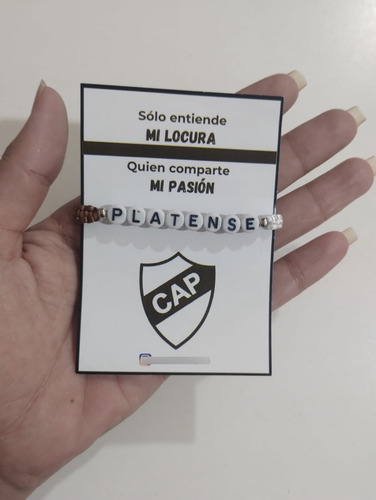 Sólo entiende
MI LOCURA
Quien comparte
MI PASIÓN
PLATENSE
CAP